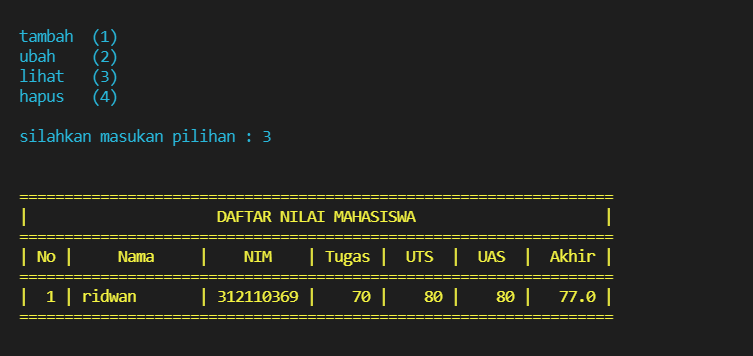 tambah (1)
ubah (2)
lihat (3)
hapus (4)
silahkan masukan pilihan : 3
==================================================================
| DAFTAR NILAI MAHASISWA |
==================================================================
| No | Nama | NIM | Tugas | UTS | UAS | Akhir |
==================================================================
| 1 | ridwan | 312110369 | 70 | 80 | 80 | 77.0 |
==================================================================